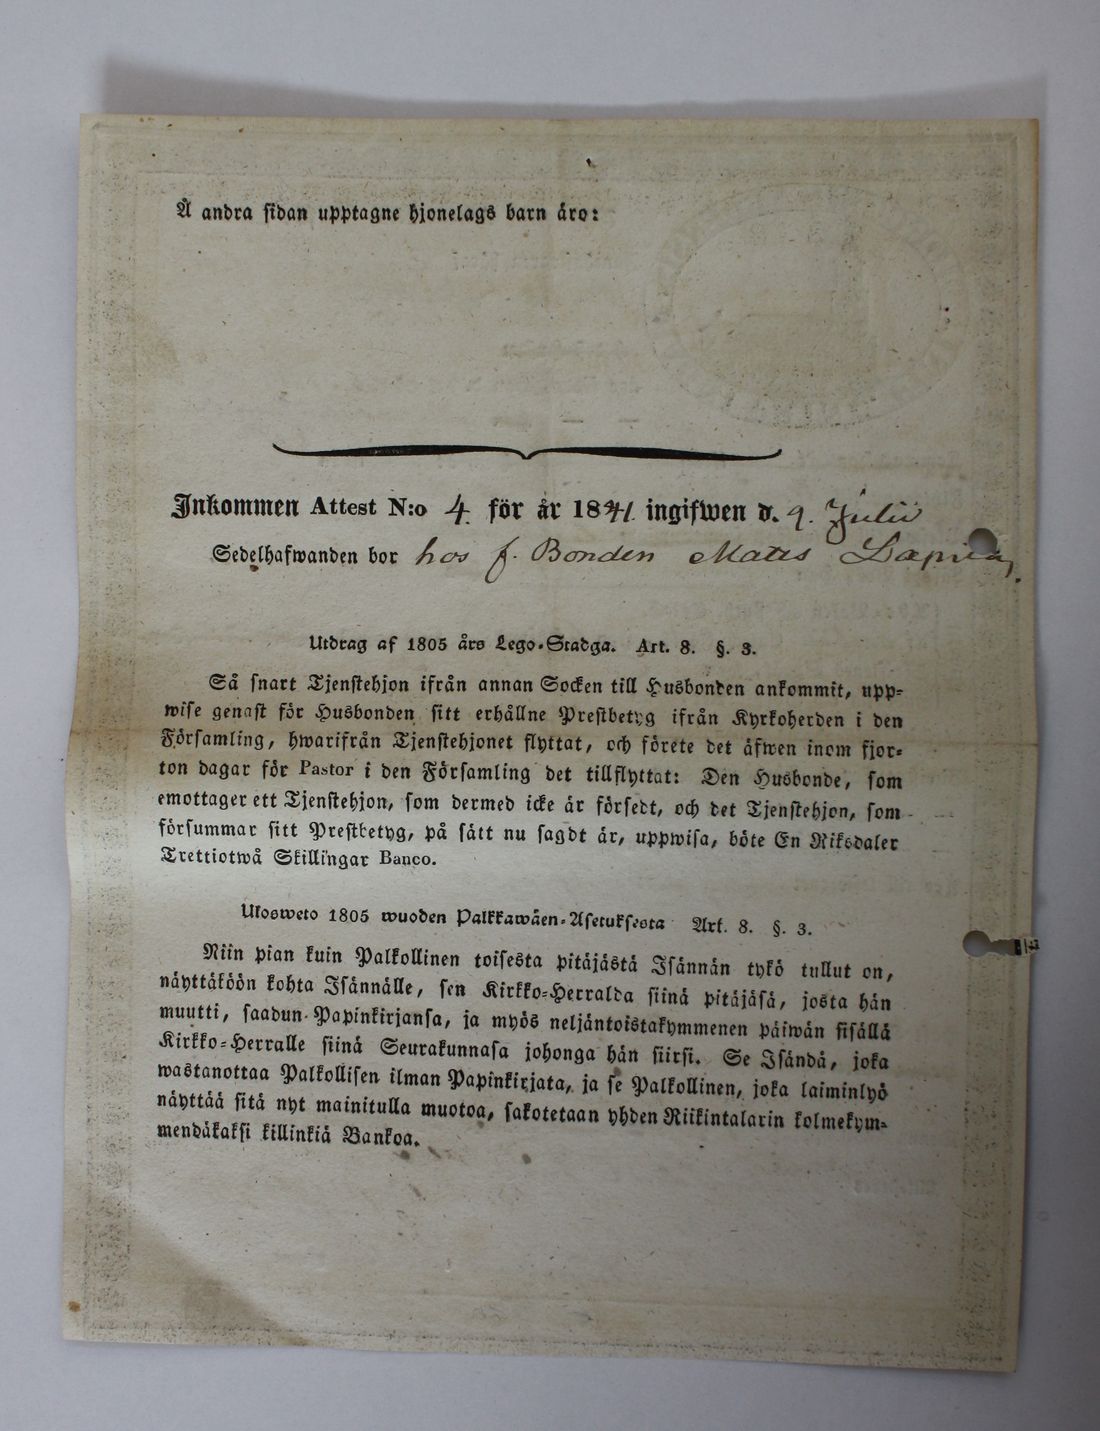 Å andra sidan upptagne hjonelags barn äro:
Inkommen Attest N:o 4. för år 1841. ingifwen d. 9. Julii
Sedelhafwanden bor hos f. Bonden Matts
Utdrag af 1805 års Lego-Stadga. Art. 8. §. 3.
Så snart Tjenstehjon ifrån annan Socken till Husbonden ankommit, upp-
wise genast för Husbonden sitt erhållne Prestbetyg ifrån Kyrkoherden i den
Församling, hwarifrån Tjenstehjonet flyttat, och förete det äfwen inom fjor-
ton dagar för Pastor i den Församling det tillflyttat: Den Husbonde, som
emottager ett Tjenstehjon, som dermed icke är försedt, och det Tjenstehjon, som
försummar sitt Prestbetyg, på sätt nu sagdt är, uppwisa, böte En Riksdaler
Trettiotwå Skillingar Banco.
Ulosweto 1805 wuoden Palkkawäen-Asetuksesta Art. 8. §. 3.
Niin pian kuin Palkollinen toisesta pitäjästä Isännän tykö tullut on,
näyttäköön kohta Isännälle, sen Kirkko-Herralda siinä pitäjäsä, josta hän
muutti, saadun Papinkirjansa, ja myös neljäntoistakymmenen päiwän sisällä
Kirkko-Herralle siinä Seurakunnasa johonga hän siirsi. Se Isändä, joka
wastanottaa Palkollisen ilman Papinkirjata, ja se Palkollinen, joka laiminlyö
näyttää sitä nyt mainitulla muotoa, sakotetaan yhden Riikintalarin kolmekym-
mendäkaksi killinkiä Bankoa.